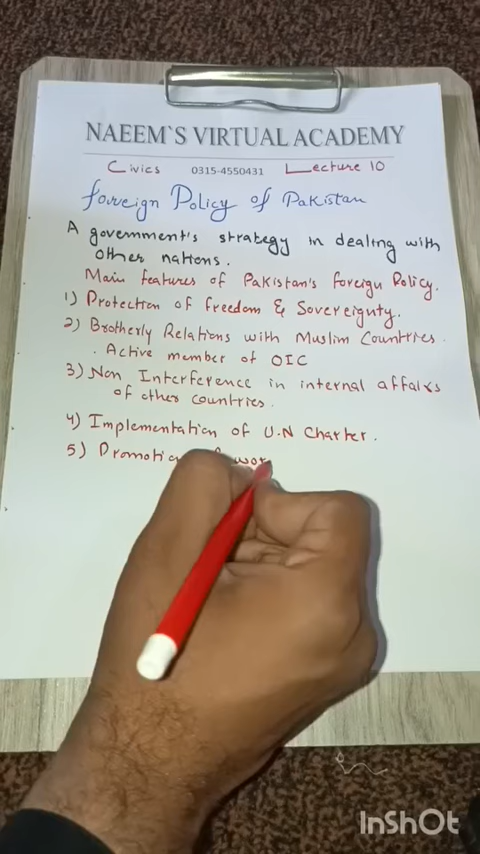 NAEEM`S VIRTUAL ACADEMY
Civics 0315-4550431 Lecture 10
Foreign Policy of Pakistan
A government's strategy in dealing with
other nations.
Main features of Pakistan's foreign Policy.
1) Protection of freedom & Sovereignty.
2) Brotherly Relations with Muslim Countries.
. Active member of OIC
3) Non Interference in internal affairs
of other countries.
4) Implementation of U.N Charter.
5) Promotion
InShOt